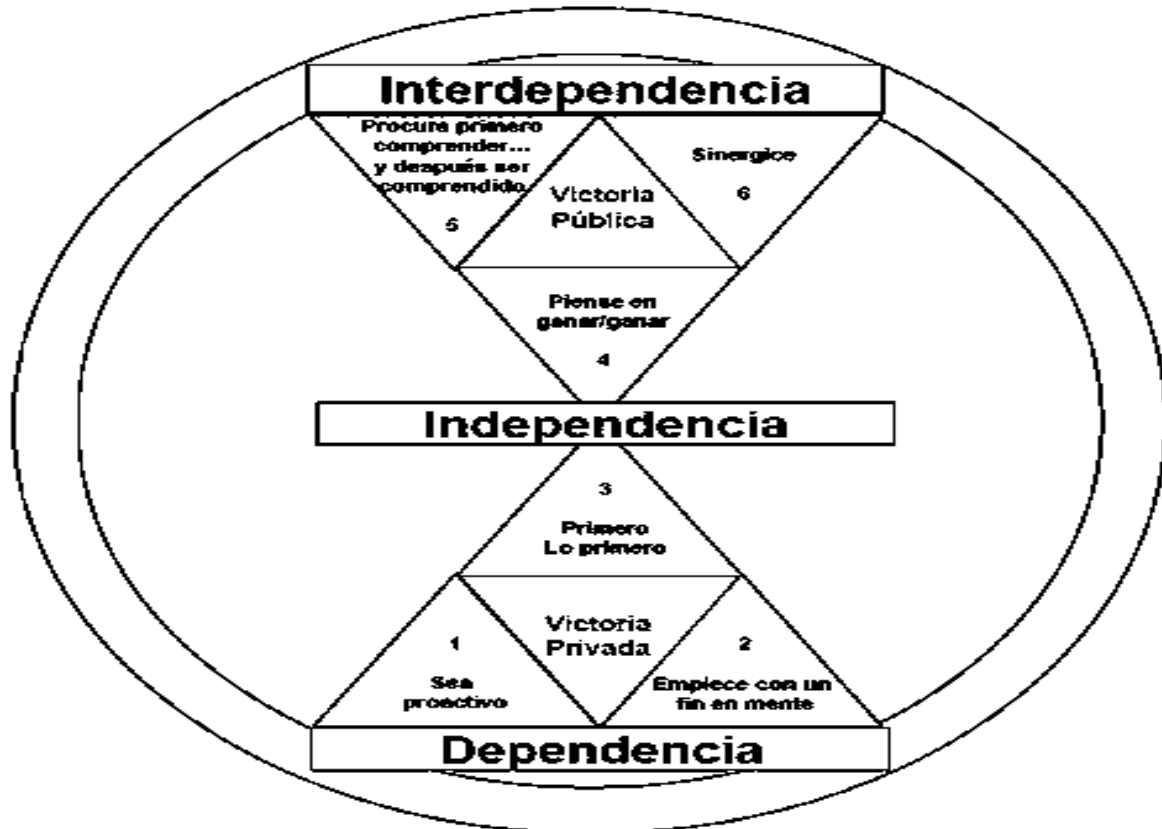 Interdependencia
Procure primero
comprender...
y después ser
comprendido
5
Victoria
Pública
Sinergice
6
Piense en
ganar/ganar
4
Independencia
3
Primero
Lo primero
Victoria
Privada
1
Sea
proactivo
2
Empiece con un
fin en mente
Dependencia